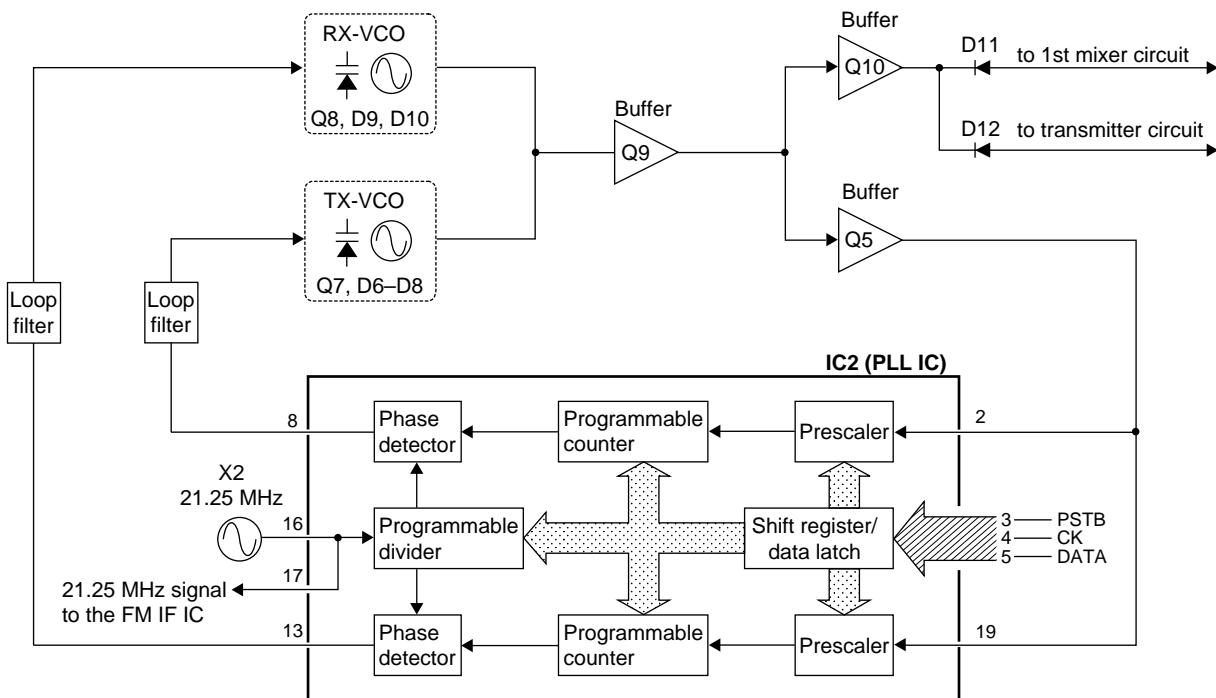 RX-VCO
Q8, D9, D10
TX-VCO
Q7, D6–D8
Buffer
Q9
Buffer
Q10
D11
to 1st mixer circuit
D12
to transmitter circuit
Buffer
Q5
Loop
filter
Loop
filter
IC2 (PLL IC)
8
Phase
detector
Programmable
counter
Prescaler
2
X2
21.25 MHz
16
Programmable
divider
Shift register/
data latch
3
PSTB
4
CK
5
DATA
17
21.25 MHz signal
to the FM IF IC
13
Phase
detector
Programmable
counter
Prescaler
19